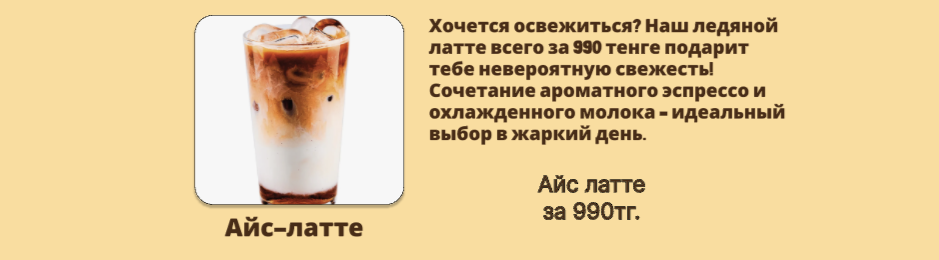 Хочется освежиться? Наш ледяной
латте всего за 990 тенге подарит
тебе невероятную свежесть!
Сочетание ароматного эспрессо и
охлажденного молока – идеальный
выбор в жаркий день.
Айс латте
за 990тг.
Айс–латте